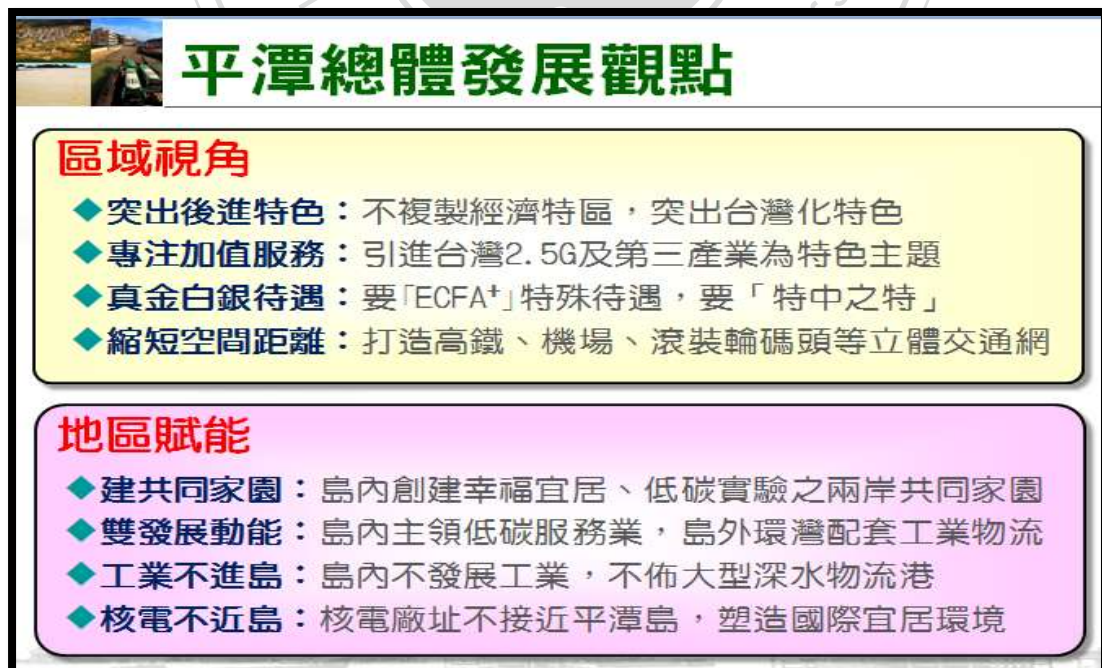 平潭總體發展觀點
區域視角
◆突出後進特色：不複製經濟特區，突出台灣化特色
◆專注加值服務：引進台灣2.5G及第三產業為特色主題
◆真金白銀待遇：要「ECFA⁺」特殊待遇，要「特中之特」
◆縮短空間距離：打造高鐵、機場、滾裝輪碼頭等立體交通網
地區賦能
◆建共同家園：島內創建幸福宜居、低碳實驗之兩岸共同家園
◆雙發展動能：島內主領低碳服務業，島外環灣配套工業物流
◆工業不進島：島內不發展工業，不佈大型深水物流港
◆核電不近島：核電廠址不接近平潭島，塑造國際宜居環境